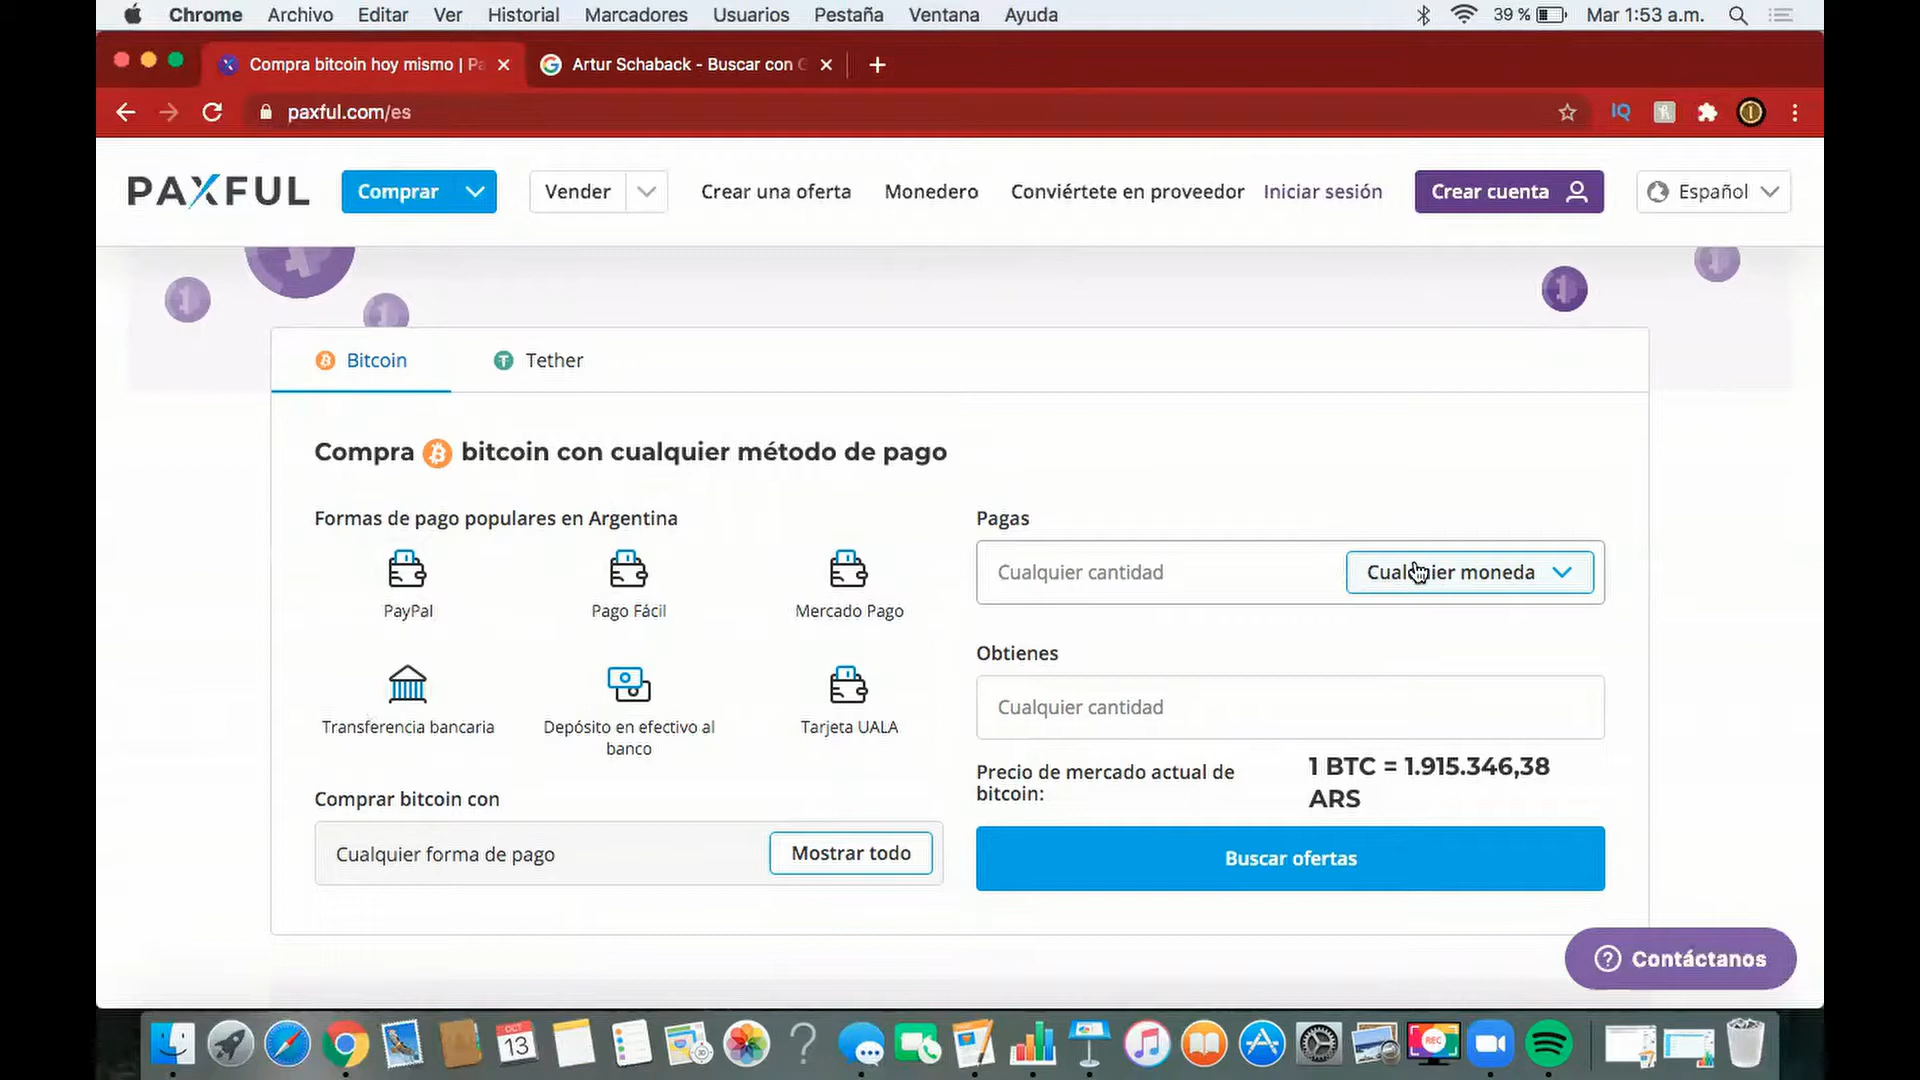 Chrome Archivo Editar Ver Historial Marcadores Usuarios Pestaña Ventana Ayuda 39 % Mar 1:53 a.m.
Compra bitcoin hoy mismo | Pa
Artur Schaback - Buscar con G
paxful.com/es
IQ
PAXFUL
Comprar
Vender
Crear una oferta
Monedero
Conviértete en proveedor
Iniciar sesión
Crear cuenta
Español
Bitcoin
Tether
Compra bitcoin con cualquier método de pago
Formas de pago populares en Argentina
PayPal
Pago Fácil
Mercado Pago
Transferencia bancaria
Depósito en efectivo al
banco
Tarjeta UALA
Comprar bitcoin con
Cualquier forma de pago
Mostrar todo
Pagas
Cualquier cantidad
Cualquier moneda
Obtienes
Cualquier cantidad
Precio de mercado actual de
bitcoin:
1 BTC = 1.915.346,38
ARS
Buscar ofertas
Contáctanos
OCT
13
REC